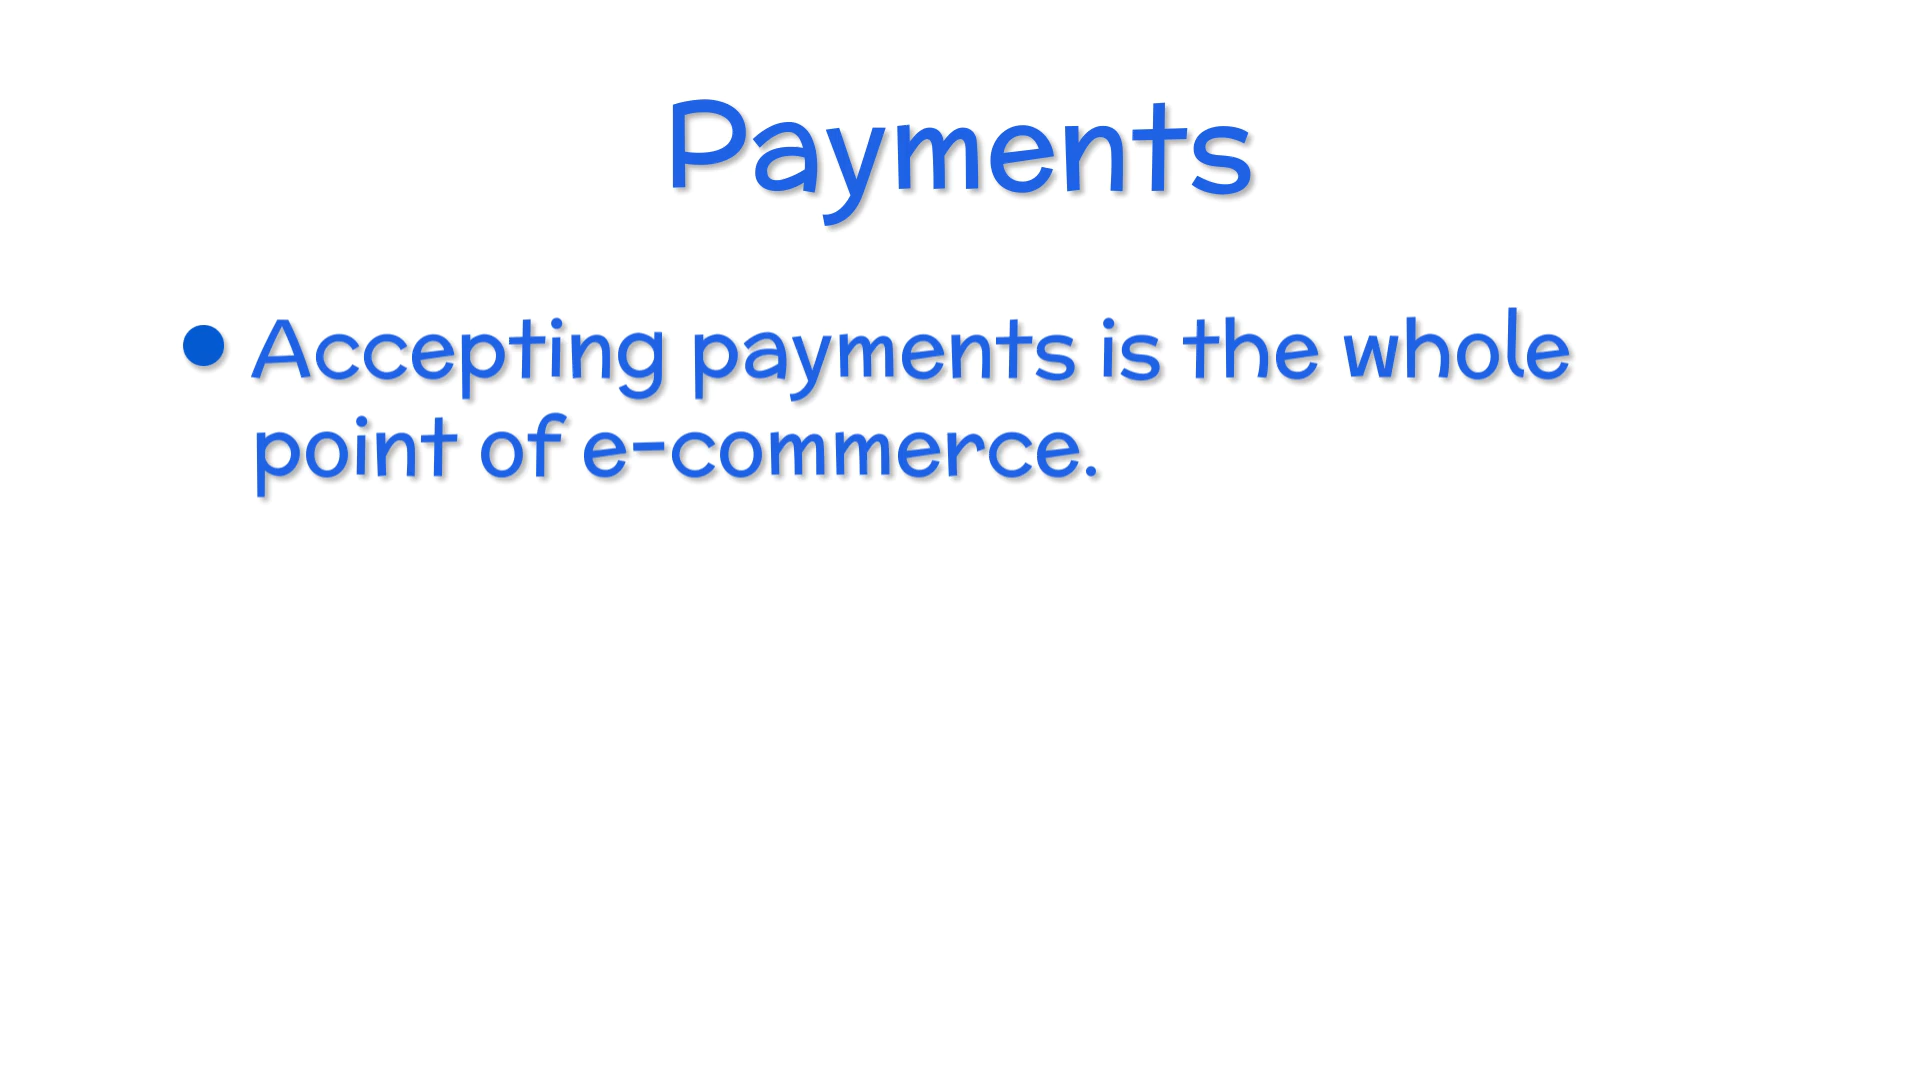 Payments
• Accepting payments is the whole
point of e-commerce.